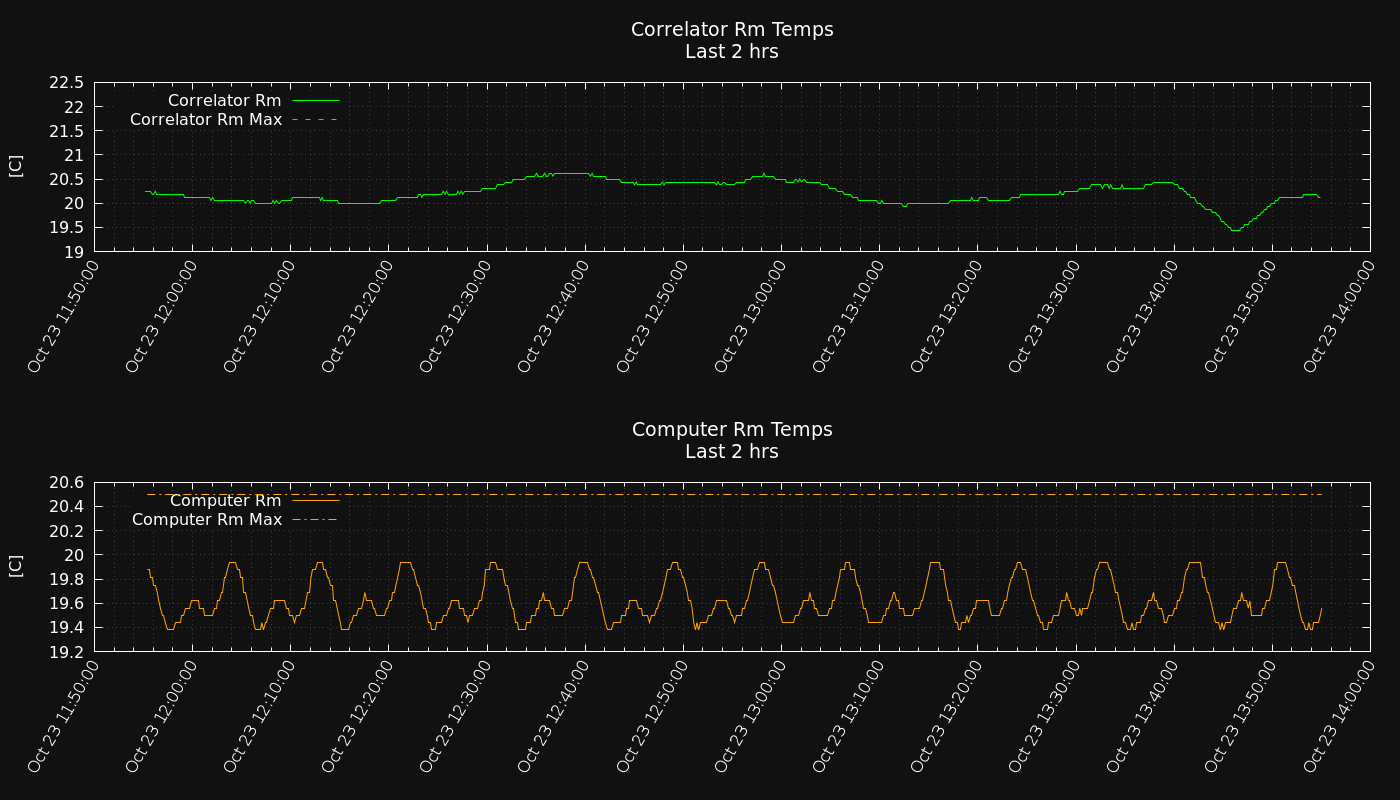 Correlator Rm Temps
Last 2 hrs
[C]
22.5
22
21.5
21
20.5
20
19.5
19
Correlator Rm
Correlator Rm Max
Oct 23 11:50:00
Oct 23 12:00:00
Oct 23 12:10:00
Oct 23 12:20:00
Oct 23 12:30:00
Oct 23 12:40:00
Oct 23 12:50:00
Oct 23 13:00:00
Oct 23 13:10:00
Oct 23 13:20:00
Oct 23 13:30:00
Oct 23 13:40:00
Oct 23 13:50:00
Oct 23 14:00:00
Computer Rm Temps
Last 2 hrs
[C]
20.6
20.4
20.2
20
19.8
19.6
19.4
19.2
Computer Rm
Computer Rm Max
Oct 23 11:50:00
Oct 23 12:00:00
Oct 23 12:10:00
Oct 23 12:20:00
Oct 23 12:30:00
Oct 23 12:40:00
Oct 23 12:50:00
Oct 23 13:00:00
Oct 23 13:10:00
Oct 23 13:20:00
Oct 23 13:30:00
Oct 23 13:40:00
Oct 23 13:50:00
Oct 23 14:00:00